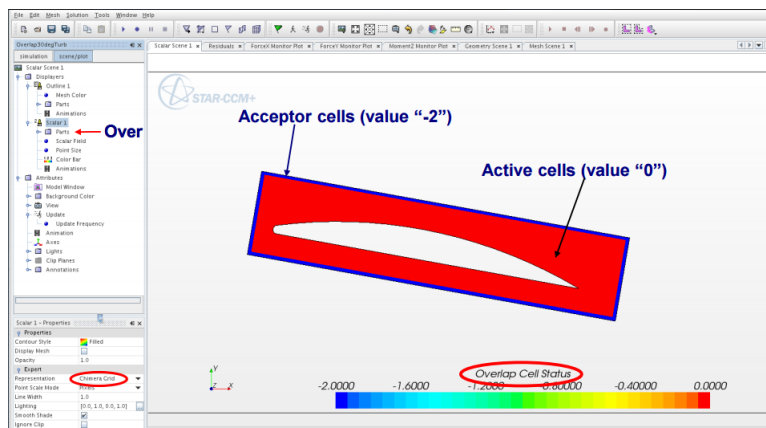 File Edit Mesh Solution Tools Window Help
Overlap30degTurb
simulation scene/plot
Scalar Scene 1
Displayers
Outline 1
Mesh Color
Parts
Animations
Scalar 1
Parts
Scalar Field
Point Size
Color Bar
Animations
Attributes
Model Window
Background Color
View
Update
Update Frequency
Animation
Axes
Lights
Clip Planes
Annotations
Over
Scalar 1 - Properties
Properties
Contour Style Filled
Display Mesh
Opacity 1.0
Export
Representation Chimera Grid
Point Scale Mode Pixels
Line Width 1.0
Lighting [0.0, 1.0, 0.0, 1.0]
Smooth Shade
Ignore Clip
Scalar Scene 1 Residuals ForceX Monitor Plot ForceY Monitor Plot MomentZ Monitor Plot Geometry Scene 1 Mesh Scene 1
STAR-CCM+
Acceptor cells (value “-2”)
Active cells (value “0”)
Y
Z X
Overlap Cell Status
-2.0000 -1.6000 -1.2000 -0.80000 -0.40000 0.0000